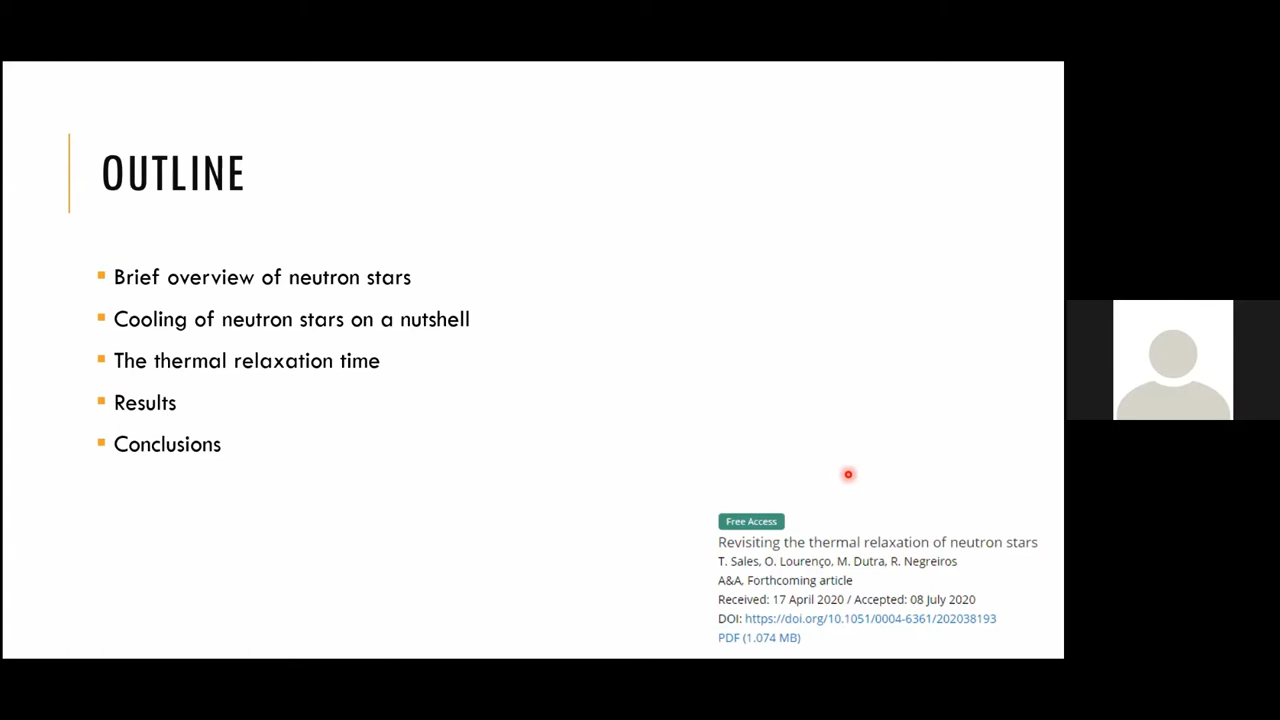 OUTLINE
Brief overview of neutron stars
Cooling of neutron stars on a nutshell
The thermal relaxation time
Results
Conclusions
Free Access
Revisiting the thermal relaxation of neutron stars
T. Sales, O. Lourenço, M. Dutra, R. Negreiros
A&A, Forthcoming article
Received: 17 April 2020 / Accepted: 08 July 2020
DOI: https://doi.org/10.1051/0004-6361/202038193
PDF (1.074 MB)